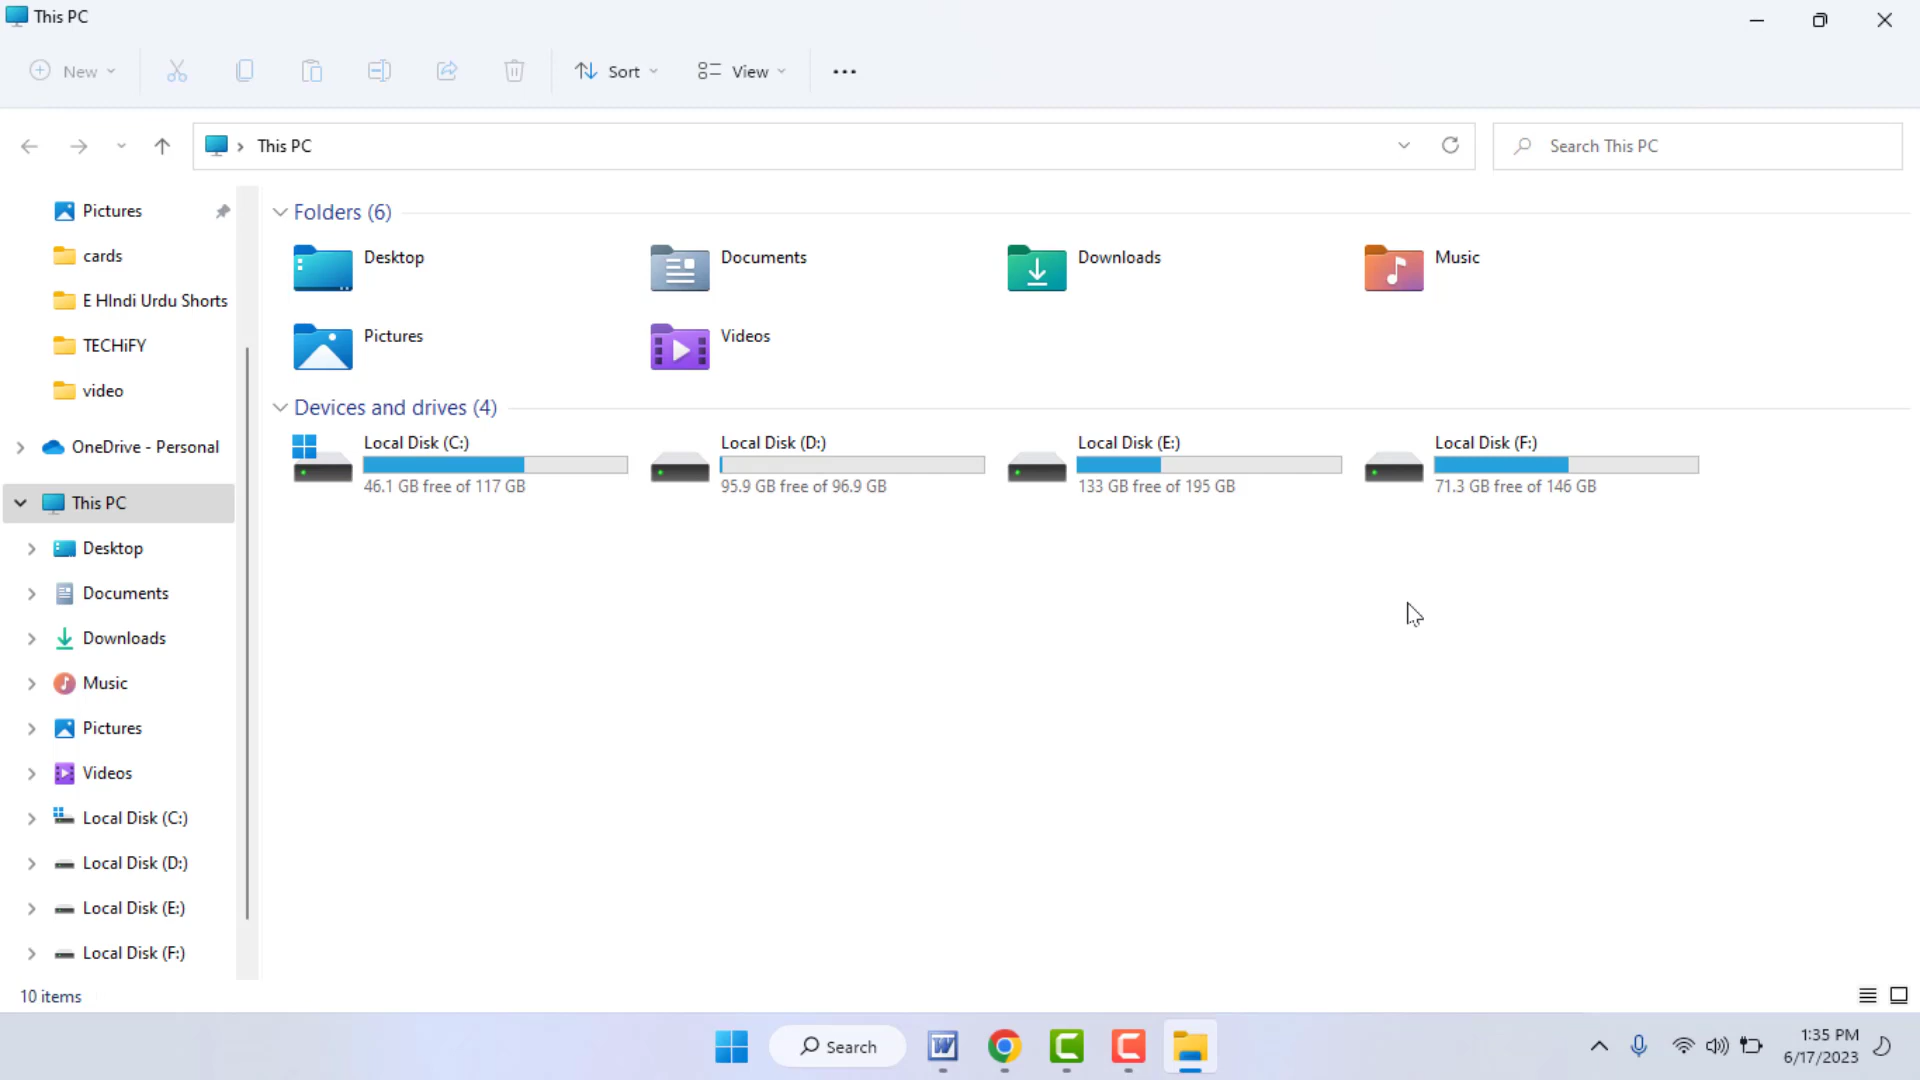 This PC
New
Sort
View
This PC
Search This PC
Pictures
cards
E HIndi Urdu Shorts
TECHiFY
video
OneDrive - Personal
This PC
Desktop
Documents
Downloads
Music
Pictures
Videos
Local Disk (C:)
Local Disk (D:)
Local Disk (E:)
Local Disk (F:)
Folders (6)
Desktop
Documents
Downloads
Music
Pictures
Videos
Devices and drives (4)
Local Disk (C:)
46.1 GB free of 117 GB
Local Disk (D:)
95.9 GB free of 96.9 GB
Local Disk (E:)
133 GB free of 195 GB
Local Disk (F:)
71.3 GB free of 146 GB
10 items
Search
1:35 PM
6/17/2023